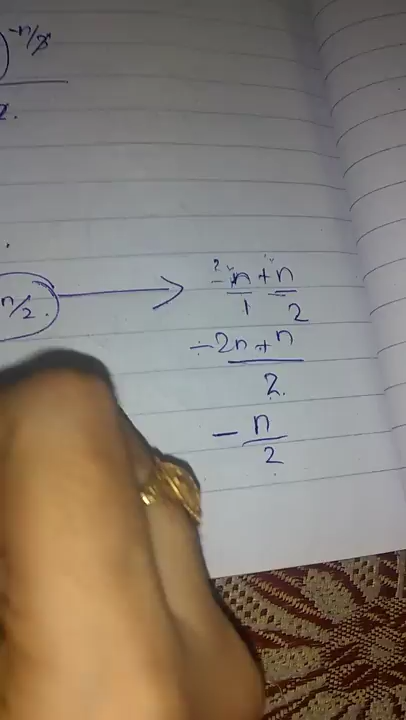 )^-n/2
2.
n/2. → -n/1 + n/2
-2n + n / 2
- n/2